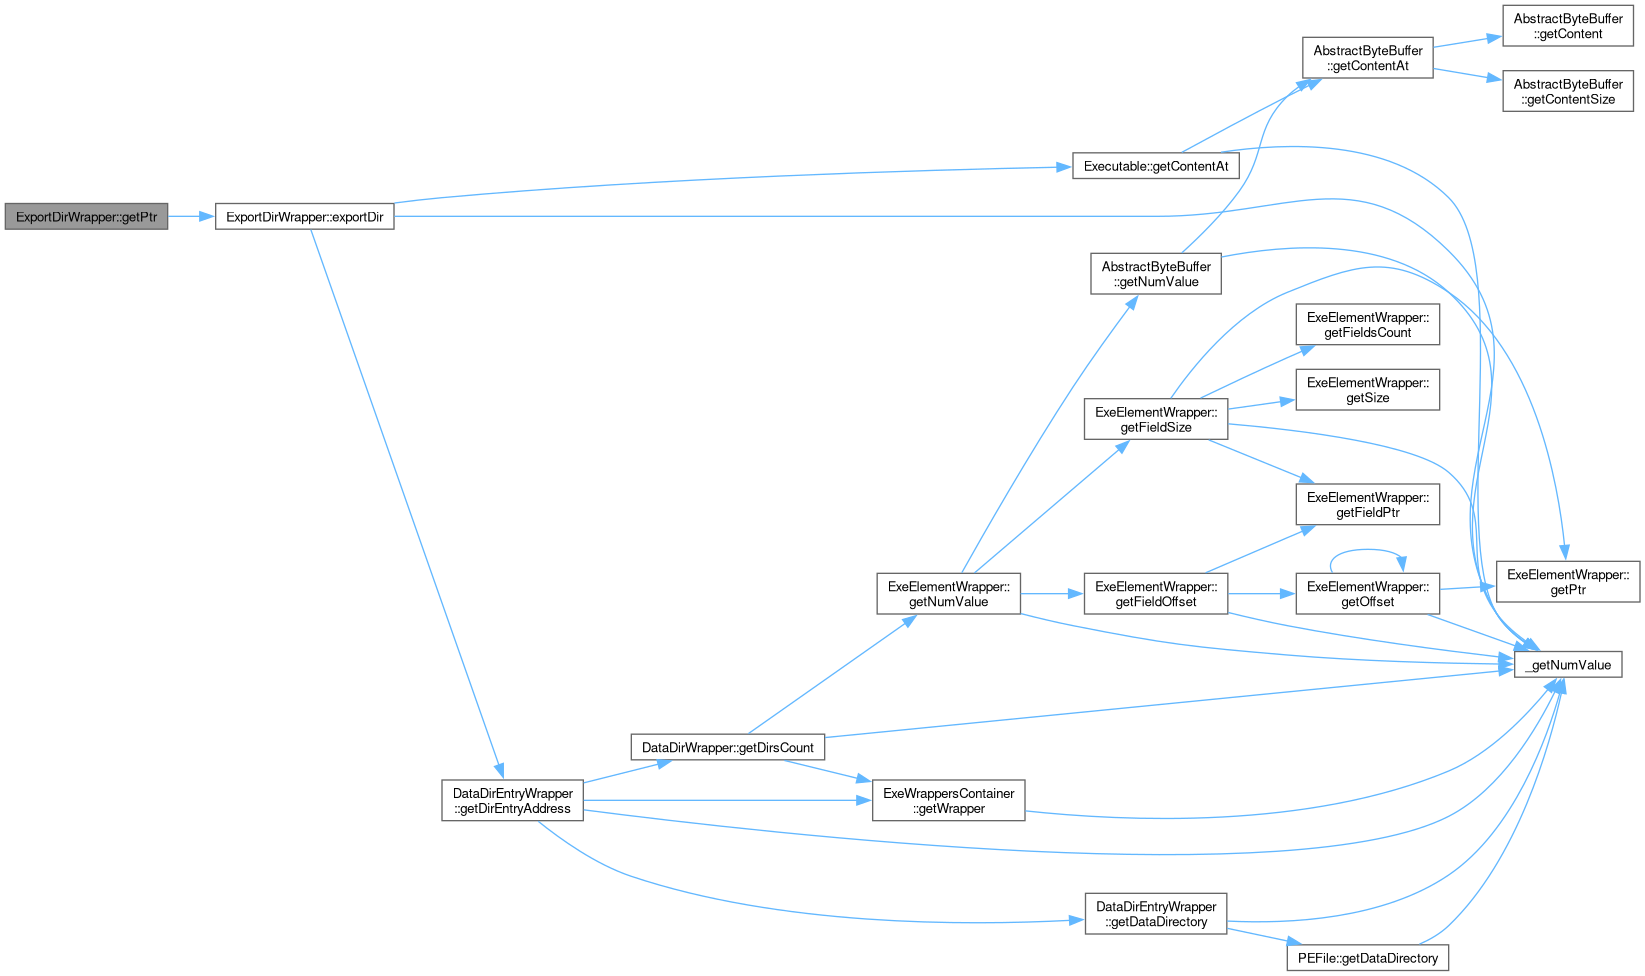 AbstractByteBuffer
::getContent
AbstractByteBuffer
::getContentAt
AbstractByteBuffer
::getContentSize
Executable::getContentAt
ExportDirWrapper::getPtr
ExportDirWrapper::exportDir
AbstractByteBuffer
::getNumValue
ExeElementWrapper::
getFieldsCount
ExeElementWrapper::
getSize
ExeElementWrapper::
getFieldSize
ExeElementWrapper::
getFieldPtr
ExeElementWrapper::
getNumValue
ExeElementWrapper::
getFieldOffset
ExeElementWrapper::
getOffset
ExeElementWrapper::
getPtr
_getNumValue
DataDirWrapper::getDirsCount
DataDirEntryWrapper
::getDirEntryAddress
ExeWrappersContainer
::getWrapper
DataDirEntryWrapper
::getDataDirectory
PEFile::getDataDirectory